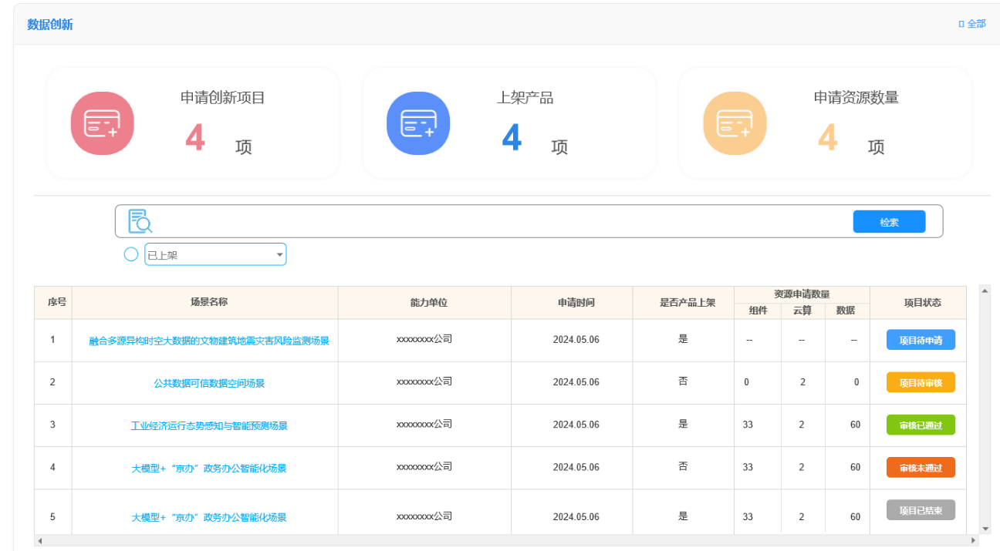 数据创新
全部
申请创新项目
4 项
上架产品
4 项
申请资源数量
4 项
检索
已上架
序号 场景名称 能力单位 申请时间 是否产品上架 资源申请数量 项目状态
组件 云算 数据
1 融合多源异构时空大数据的文物建筑地震灾害风险监测场景 xxxxxxxx公司 2024.05.06 是 -- -- -- 项目待申请
2 公共数据可信数据空间场景 xxxxxxxx公司 2024.05.06 否 0 2 0 项目待审核
3 工业经济运行态势感知与智能预测场景 xxxxxxxx公司 2024.05.06 是 33 2 60 审核已通过
4 大模型+“京办”政务办公智能化场景 xxxxxxxx公司 2024.05.06 否 33 2 60 审核未通过
5 大模型+“京办”政务办公智能化场景 xxxxxxxx公司 2024.05.06 是 33 2 60 项目已结束